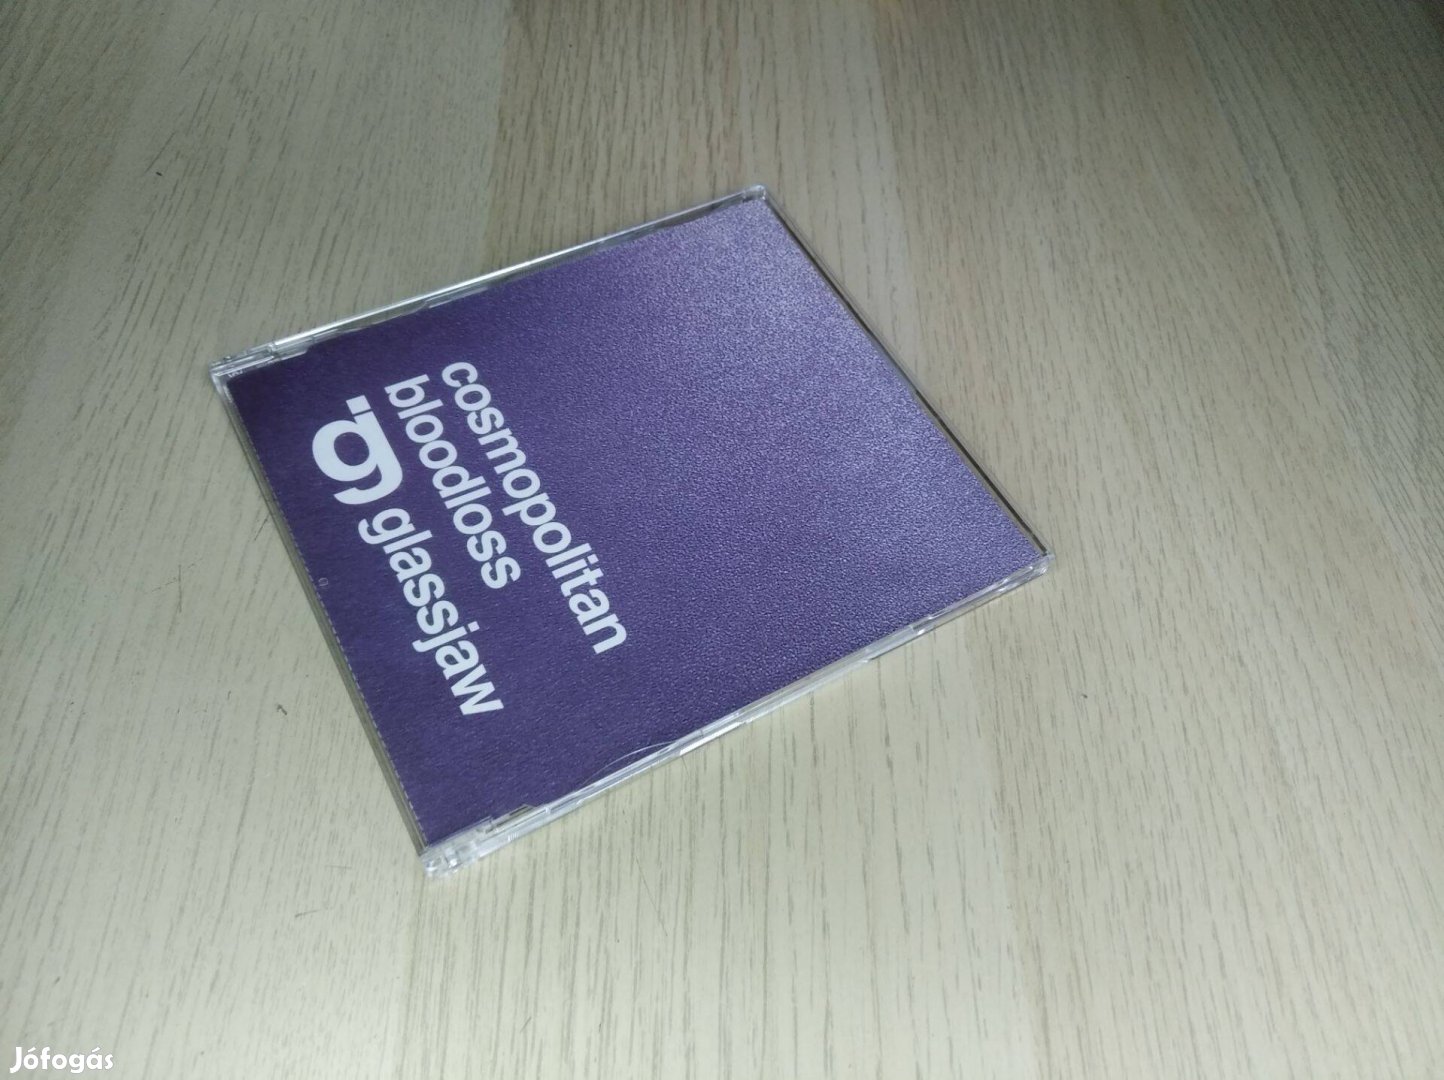 cosmopolitan
bloodloss
g glassjaw
Jófogás